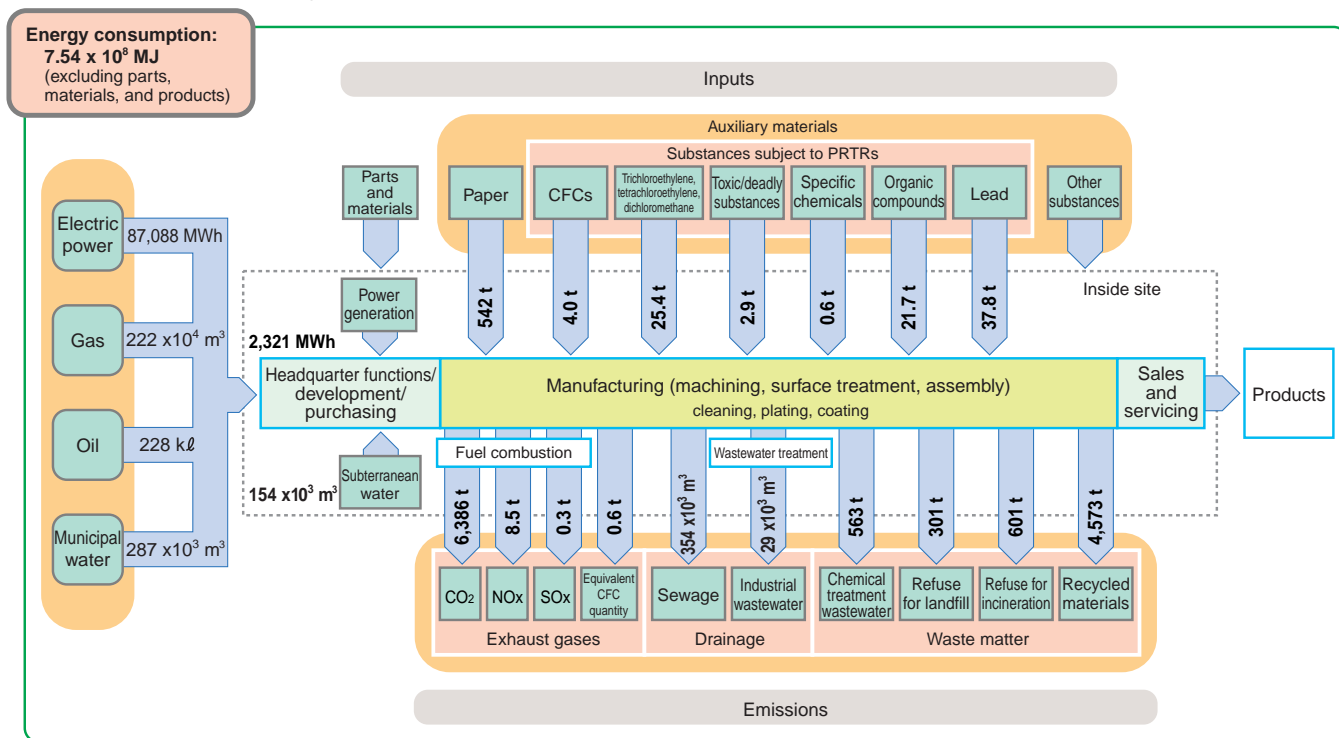 Energy consumption:
7.54 x 10⁸ MJ
(excluding parts,
materials, and products)
Inputs
Auxiliary materials
Substances subject to PRTRs
Parts
and
materials
Paper
CFCs
Trichloroethylene,
tetrachloroethylene,
dichloromethane
Toxic/deadly
substances
Specific
chemicals
Organic
compounds
Lead
Other
substances
Electric
power
87,088 MWh
Gas
222 x10⁴ m³
Oil
228 kℓ
Municipal
water
287 x10³ m³
Inside site
Power
generation
2,321 MWh
542 t
4.0 t
25.4 t
2.9 t
0.6 t
21.7 t
37.8 t
Headquarter functions/
development/
purchasing
Manufacturing (machining, surface treatment, assembly)
cleaning, plating, coating
Sales
and
servicing
Products
Fuel combustion
Wastewater treatment
Subterranean
water
154 x10³ m³
6,386 t
8.5 t
0.3 t
0.6 t
354 x10³ m³
29 x10³ m³
563 t
301 t
601 t
4,573 t
CO₂
NOx
SOx
Equivalent
CFC
quantity
Sewage
Industrial
wastewater
Chemical
treatment
wastewater
Refuse
for landfill
Refuse for
incineration
Recycled
materials
Exhaust gases
Drainage
Waste matter
Emissions